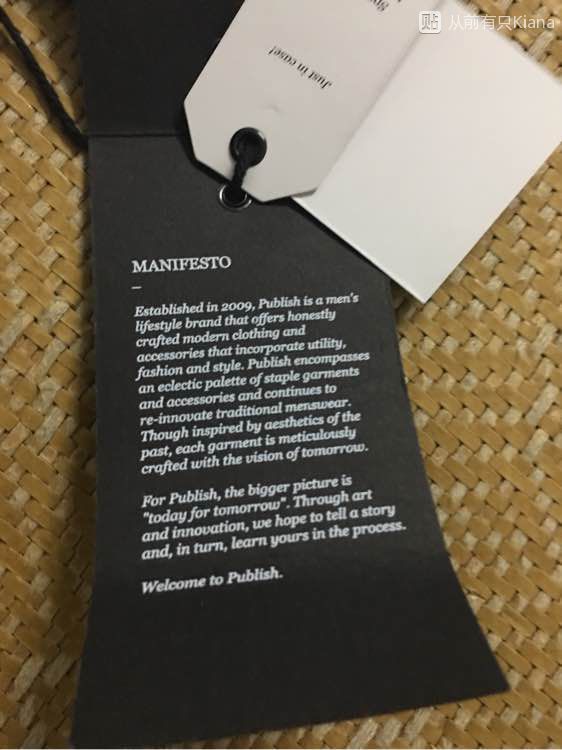 贴 从前有只Kiana
Just in case!
MANIFESTO
–
Established in 2009, Publish is a men's
lifestyle brand that offers honestly
crafted modern clothing and
accessories that incorporate utility,
fashion and style. Publish encompasses
an eclectic palette of staple garments
and accessories and continues to
re-innovate traditional menswear.
Though inspired by aesthetics of the
past, each garment is meticulously
crafted with the vision of tomorrow.
For Publish, the bigger picture is
"today for tomorrow". Through art
and innovation, we hope to tell a story
and, in turn, learn yours in the process.
Welcome to Publish.